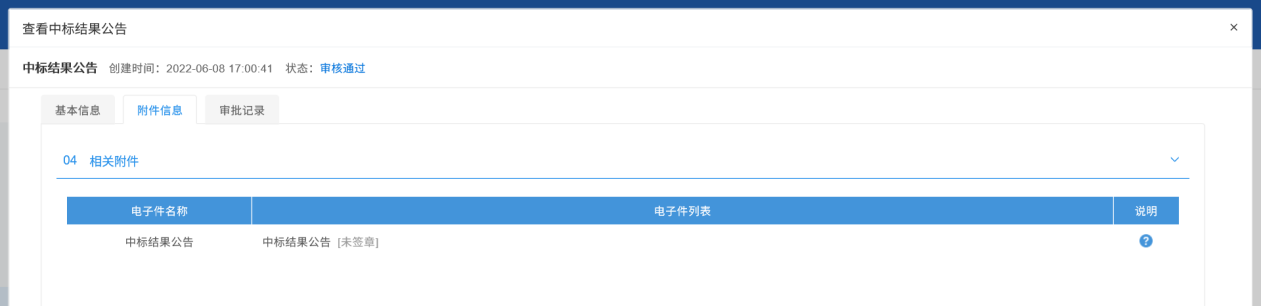 查看中标结果公告 ×
中标结果公告 创建时间：2022-06-08 17:00:41 状态：审核通过
基本信息 附件信息 审批记录
04 相关附件
电子件名称 电子件列表 说明
中标结果公告 中标结果公告 [未签章] ?